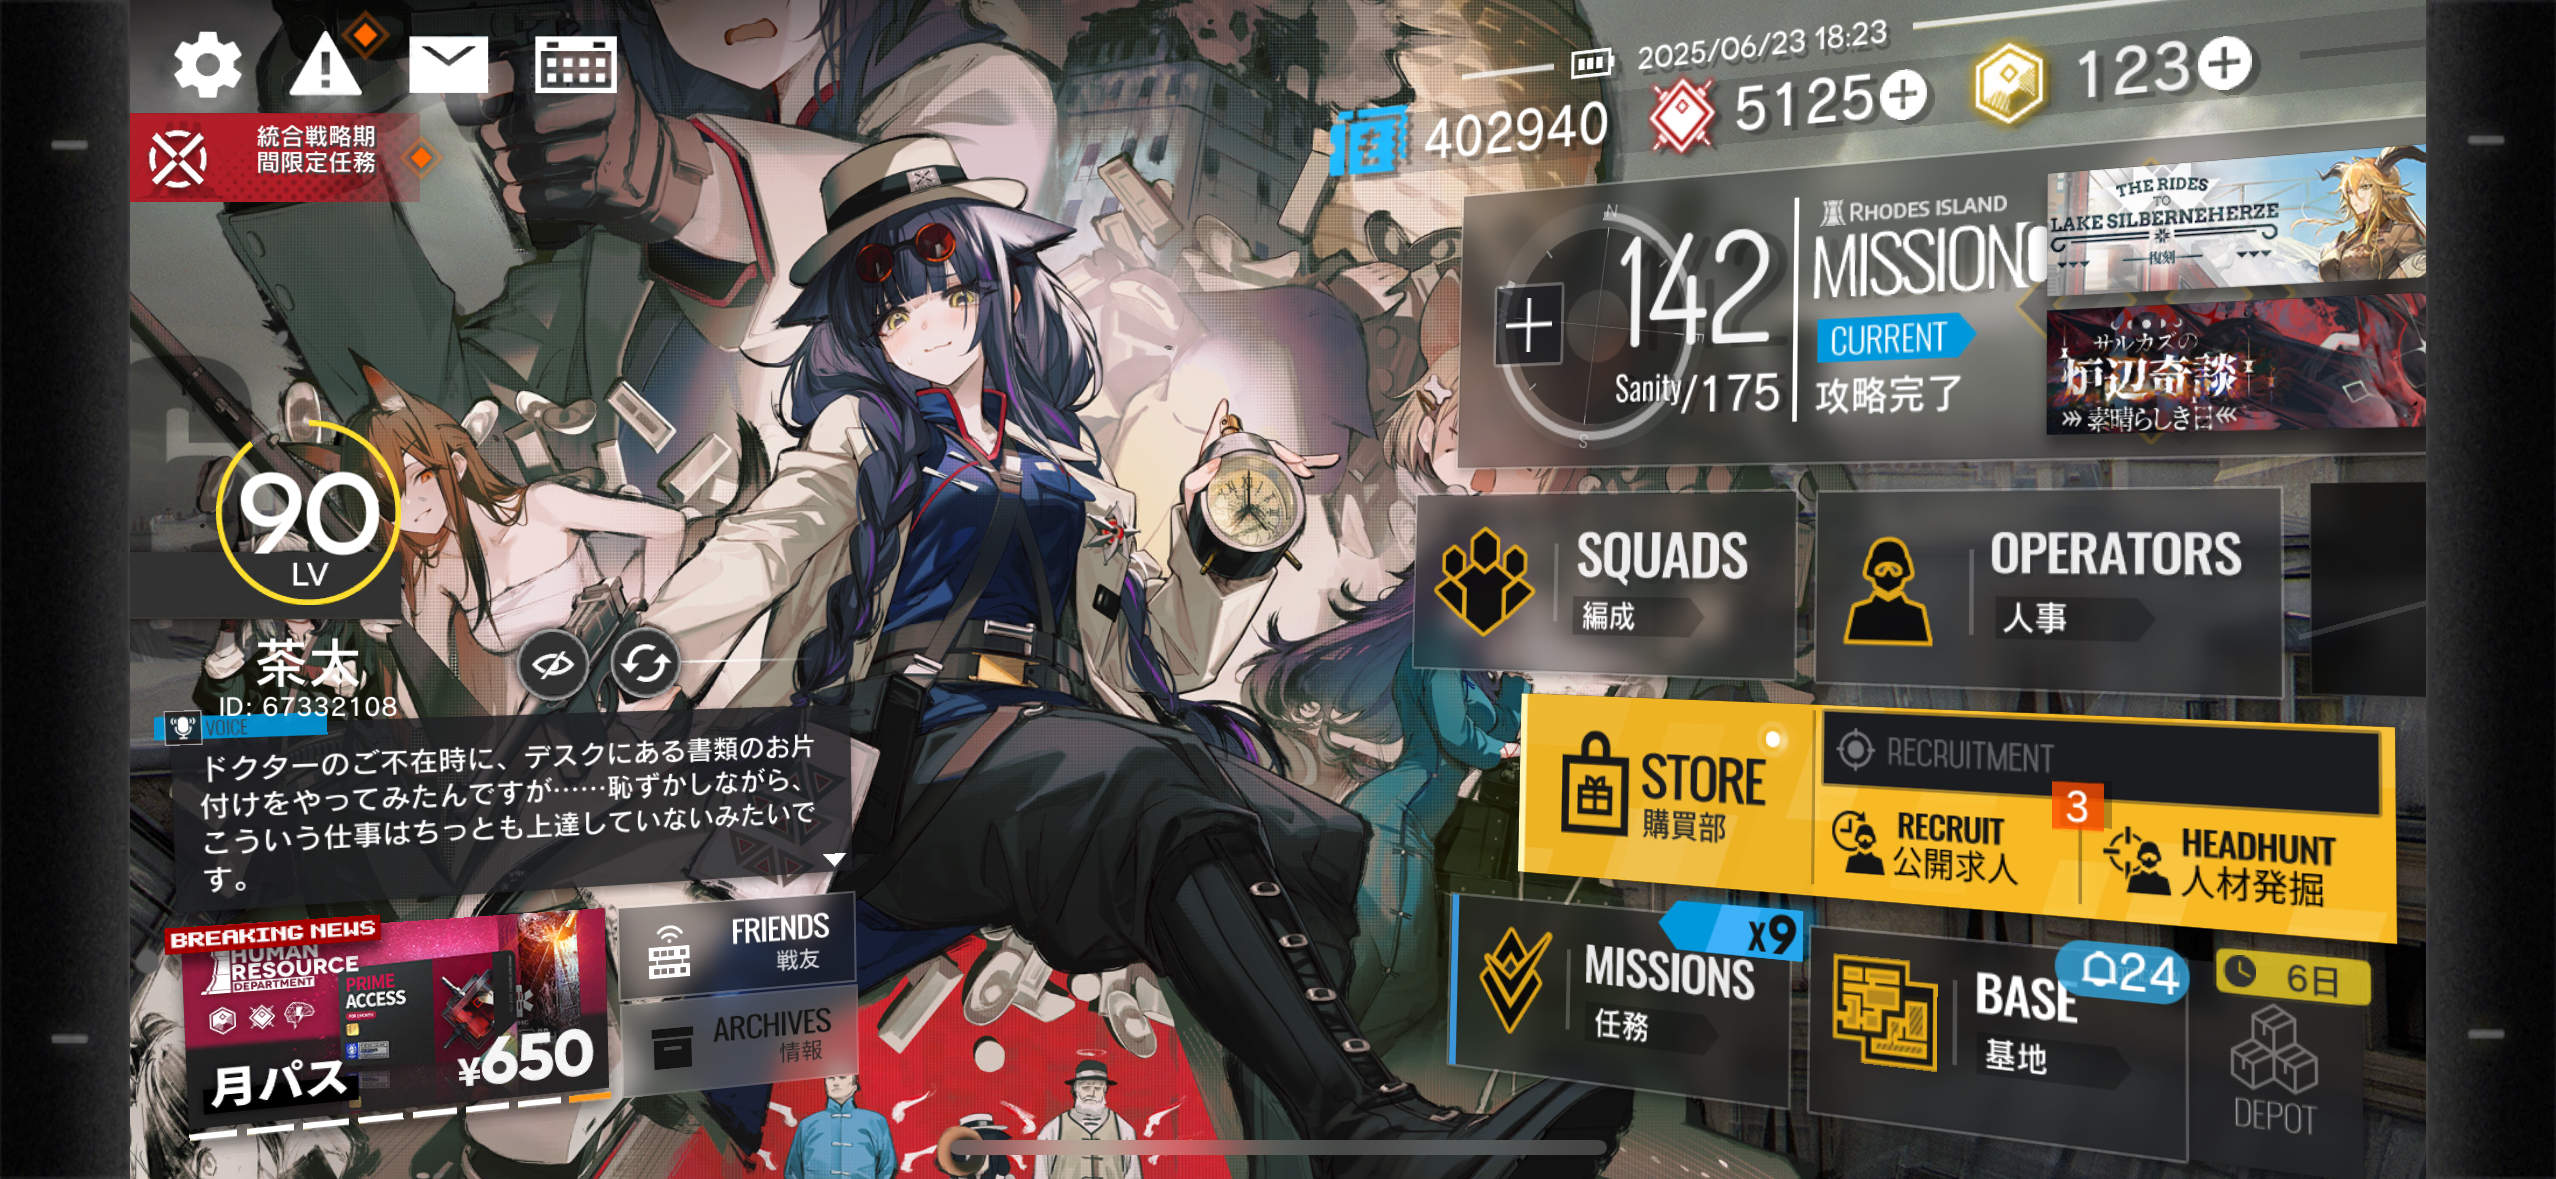 2025/06/23 18:23
402940
5125
123
統合戦略期
間限定任務
142
Sanity/175
RHODES ISLAND
MISSION
CURRENT
攻略完了
THE RIDES
TO
LAKE SILBERNEHERZE
復刻
サルカズの
炉辺奇談
素晴らしき日
N
S
90
LV
茶太
ID: 67332108
VOICE
ドクターのご不在時に、デスクにある書類のお片
付けをやってみたんですが……恥ずかしながら、
こういう仕事はちっとも上達していないみたいで
す。
SQUADS
編成
OPERATORS
人事
STORE
購買部
RECRUITMENT
RECRUIT
公開求人
3
HEADHUNT
人材発掘
BREAKING NEWS
HUMAN
RESOURCE
DEPARTMENT
PRIME
ACCESS
月パス
¥650
FRIENDS
戦友
ARCHIVES
情報
MISSIONS
任務
x9
BASE
基地
24
6日
DEPOT